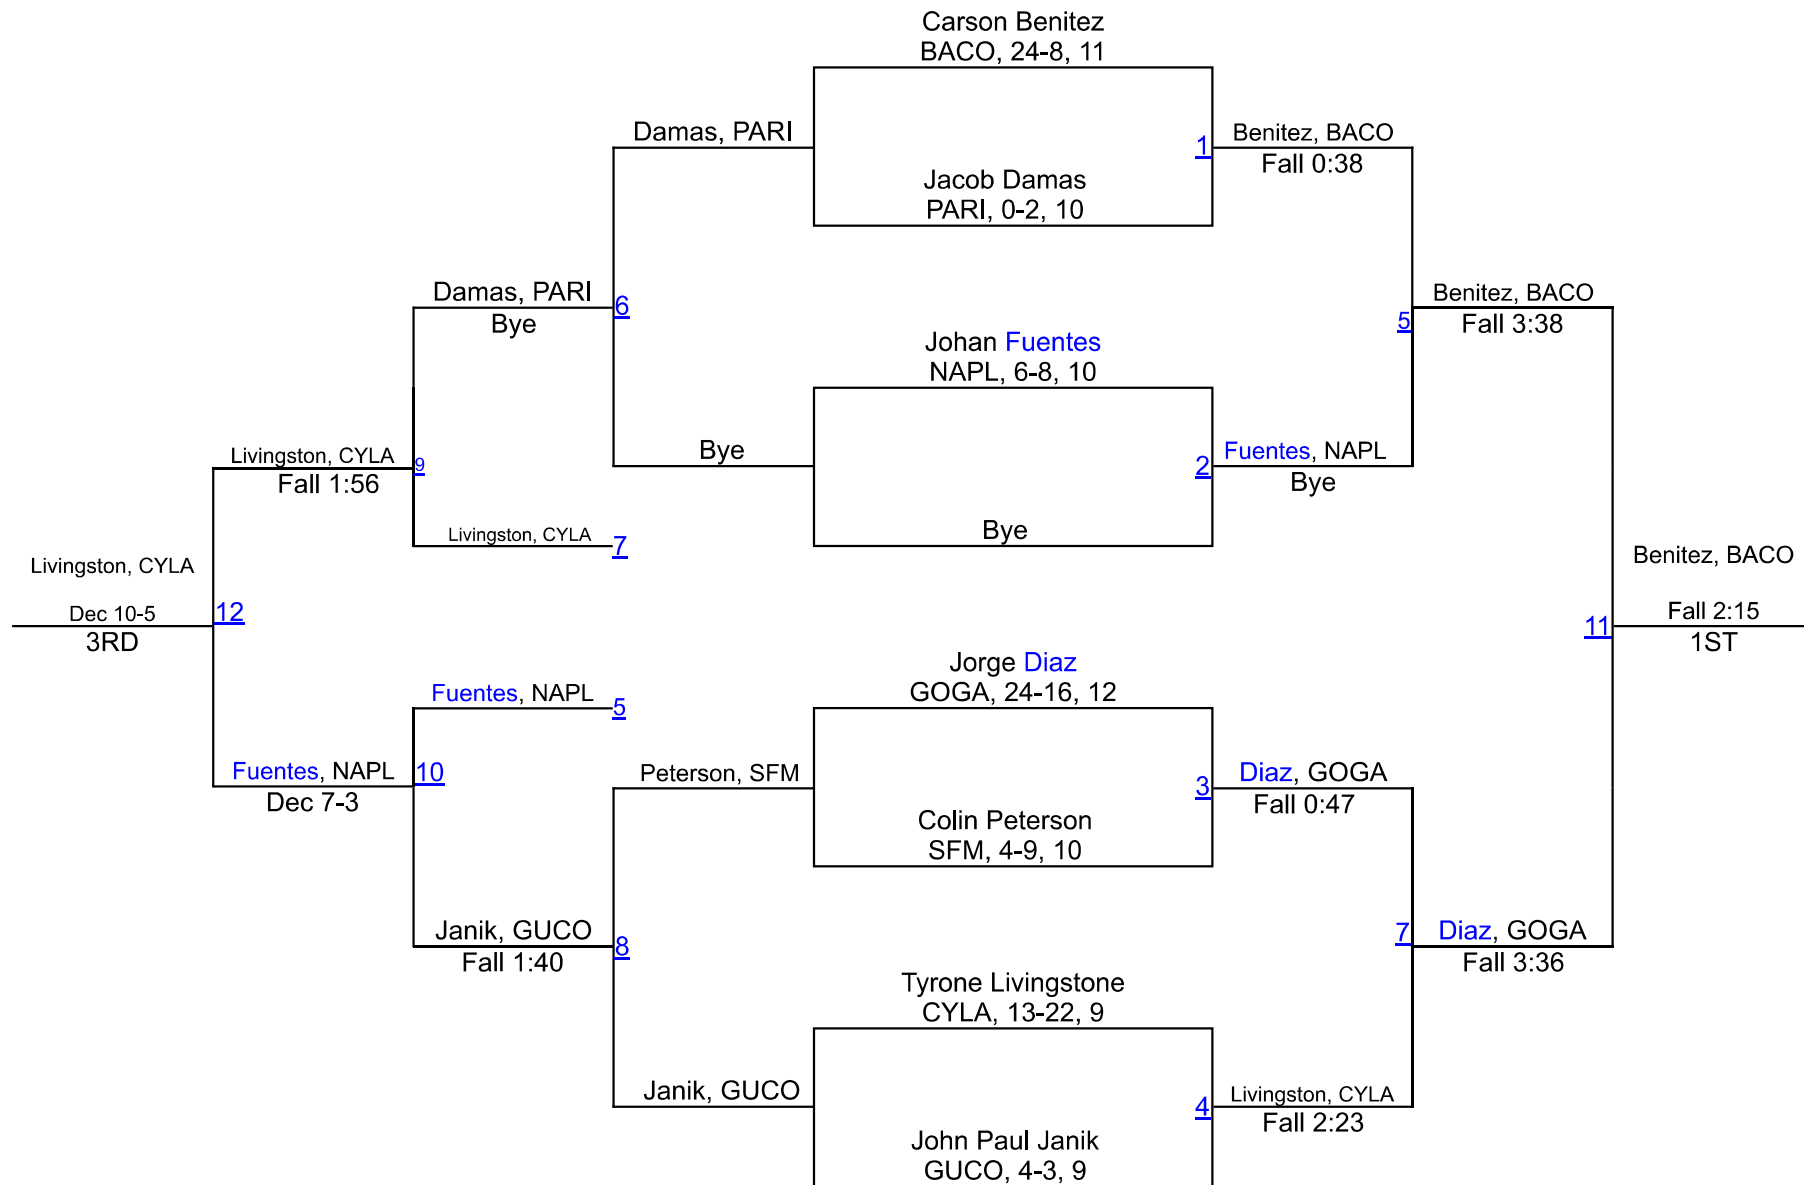 Carson Benitez
BACO, 24-8, 11
Damas, PARI
1
Benitez, BACO
Fall 0:38
Jacob Damas
PARI, 0-2, 10
Damas, PARI
Bye
6
Benitez, BACO
Fall 3:38
5
Johan Fuentes
NAPL, 6-8, 10
Livingston, CYLA
Fall 1:56
9
Bye
2
Fuentes, NAPL
Bye
Livingston, CYLA
7
Bye
Livingston, CYLA
Dec 10-5
3RD
12
Benitez, BACO
Fall 2:15
1ST
11
Jorge Diaz
GOGA, 24-16, 12
Fuentes, NAPL
5
Fuentes, NAPL
Dec 7-3
10
Peterson, SFM
3
Diaz, GOGA
Fall 0:47
Colin Peterson
SFM, 4-9, 10
Janik, GUCO
Fall 1:40
8
7
Diaz, GOGA
Fall 3:36
Tyrone Livingstone
CYLA, 13-22, 9
Janik, GUCO
4
Livingston, CYLA
Fall 2:23
John Paul Janik
GUCO, 4-3, 9